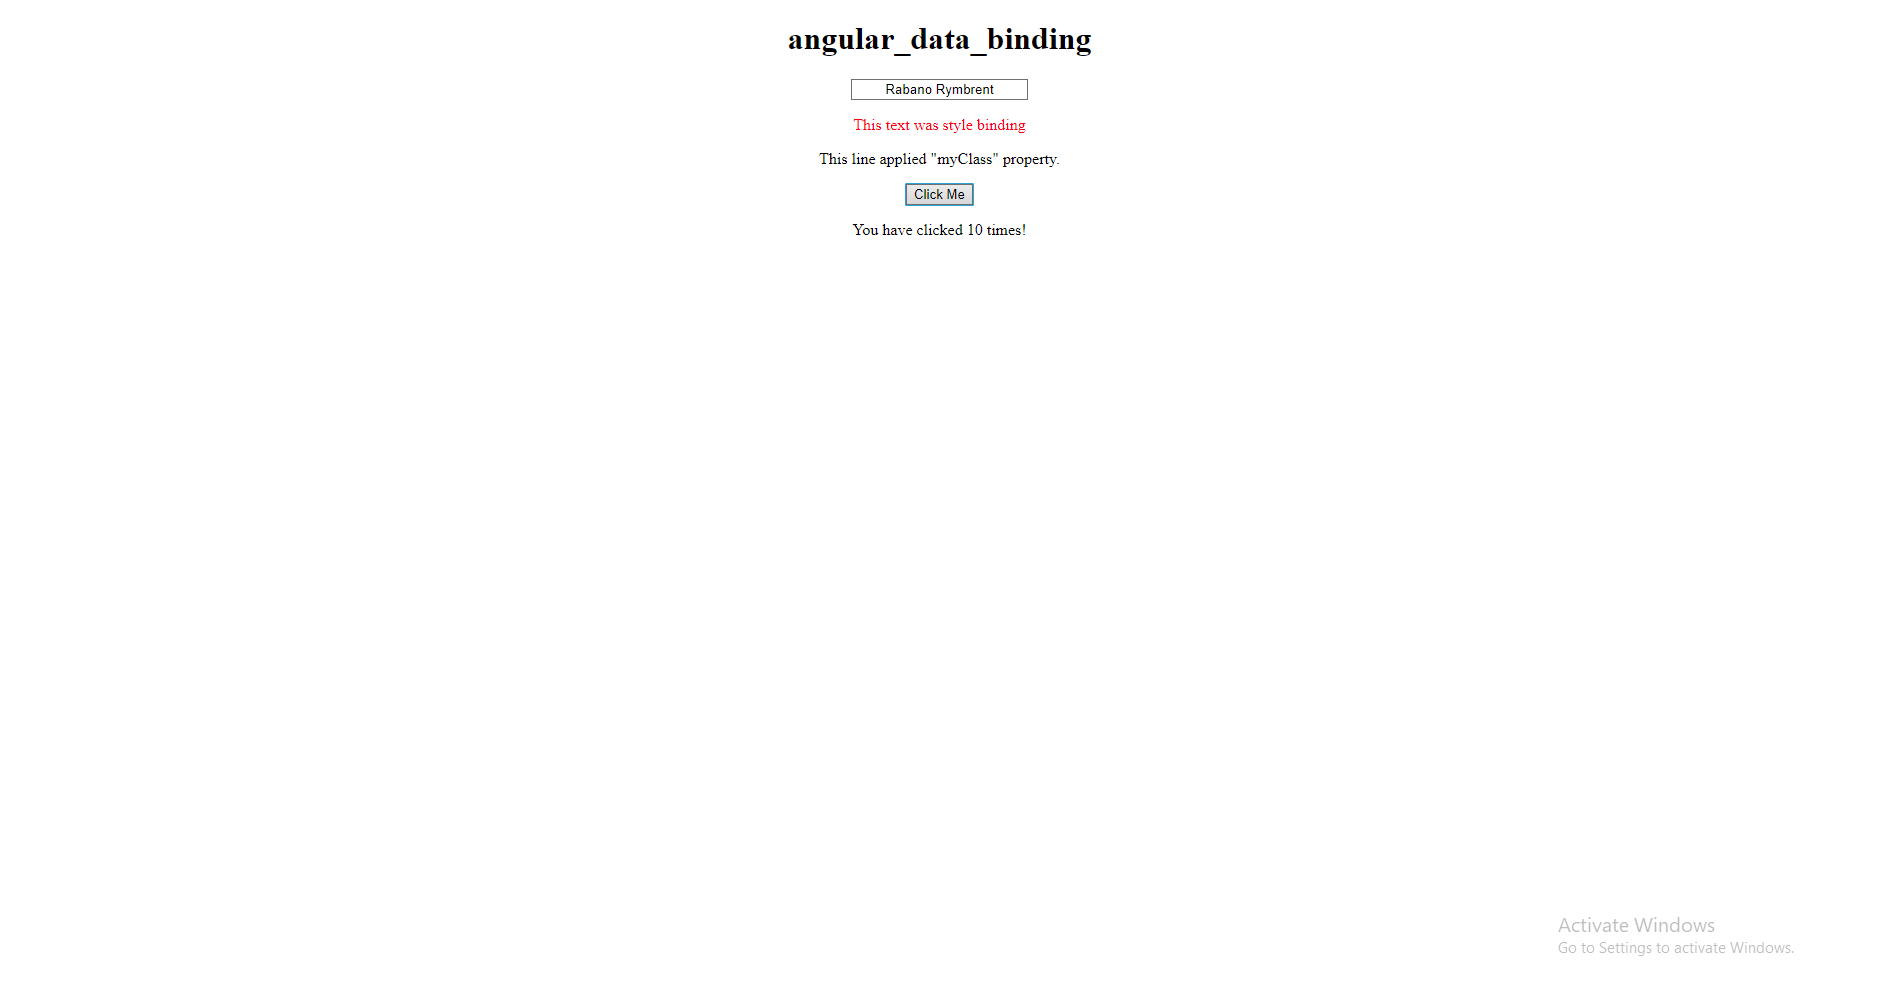 angular_data_binding
Rabano Rymbrent
This text was style binding
This line applied "myClass" property.
Click Me
You have clicked 10 times!
Activate Windows
Go to Settings to activate Windows.